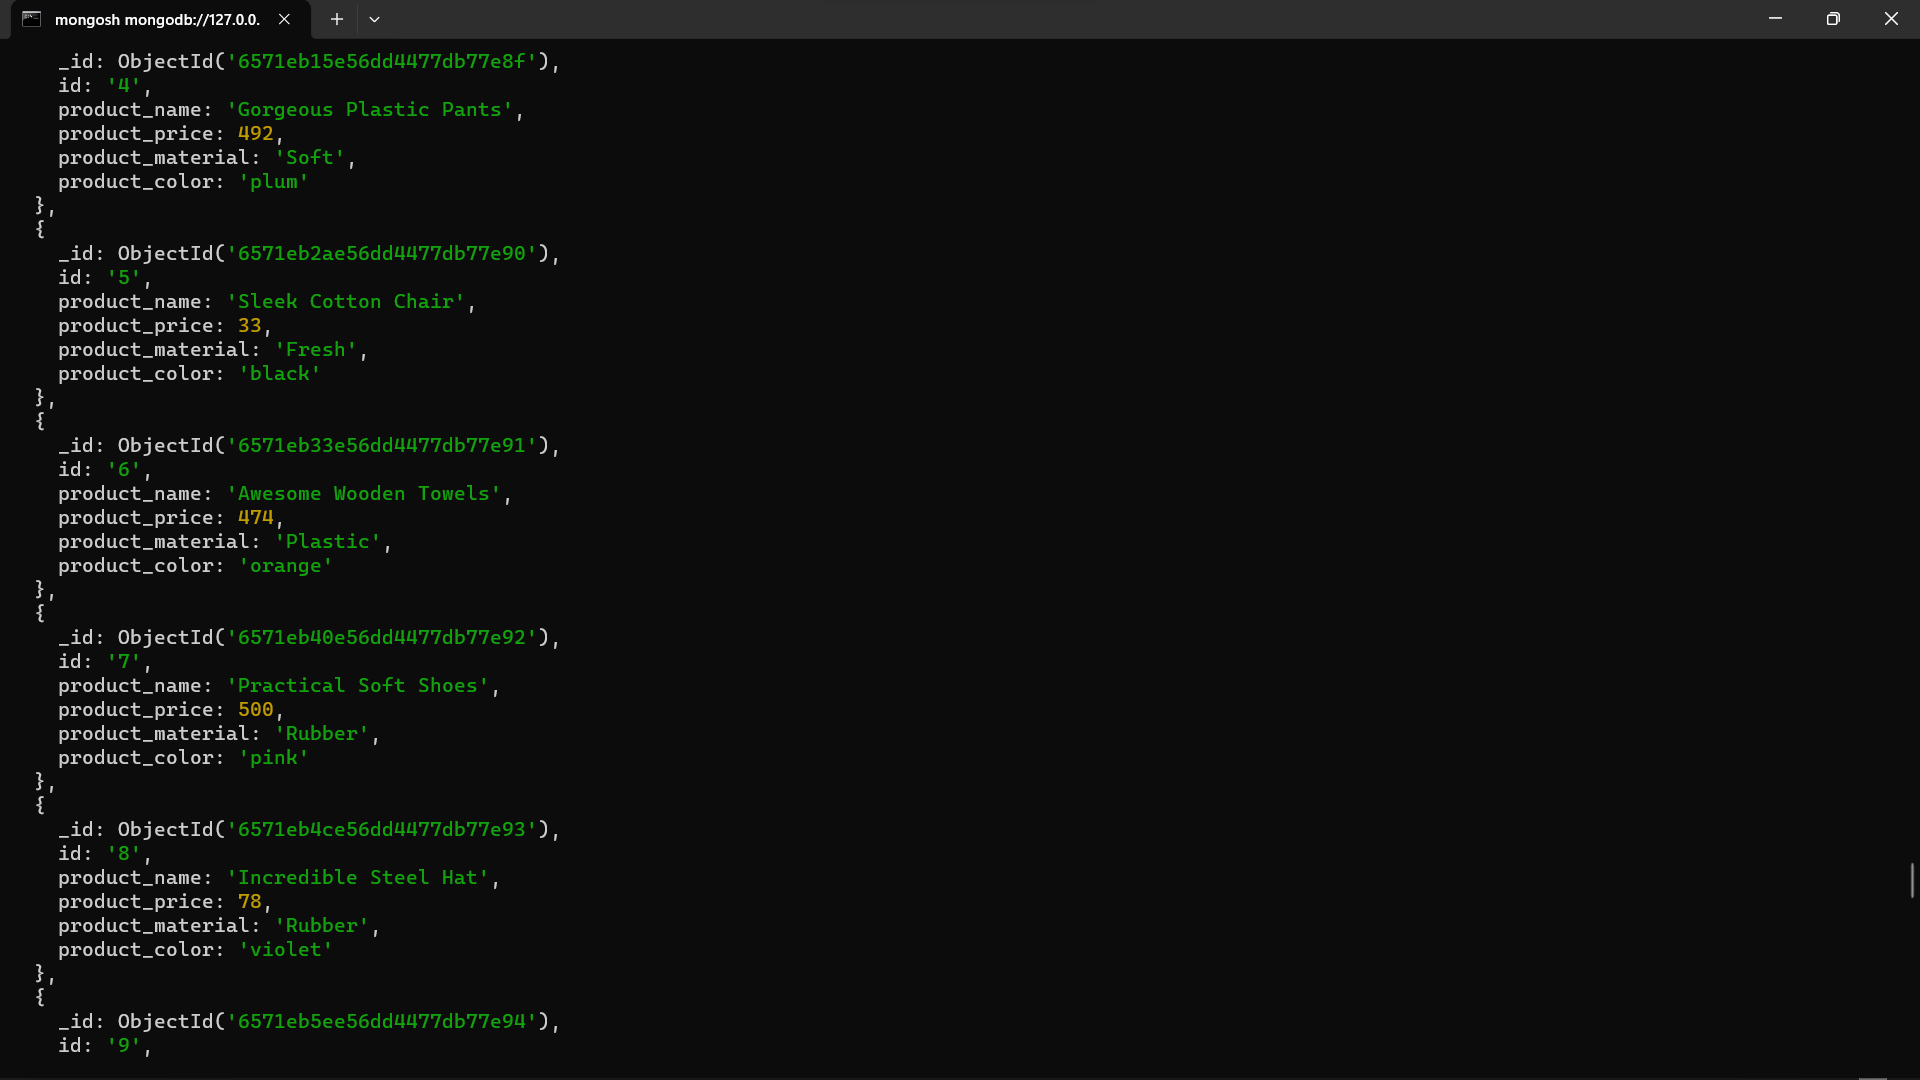 mongosh mongodb://127.0.0.
_id: ObjectId('6571eb15e56dd4477db77e8f'),
id: '4',
product_name: 'Gorgeous Plastic Pants',
product_price: 492,
product_material: 'Soft',
product_color: 'plum'
},
{
_id: ObjectId('6571eb2ae56dd4477db77e90'),
id: '5',
product_name: 'Sleek Cotton Chair',
product_price: 33,
product_material: 'Fresh',
product_color: 'black'
},
{
_id: ObjectId('6571eb33e56dd4477db77e91'),
id: '6',
product_name: 'Awesome Wooden Towels',
product_price: 474,
product_material: 'Plastic',
product_color: 'orange'
},
{
_id: ObjectId('6571eb40e56dd4477db77e92'),
id: '7',
product_name: 'Practical Soft Shoes',
product_price: 500,
product_material: 'Rubber',
product_color: 'pink'
},
{
_id: ObjectId('6571eb4ce56dd4477db77e93'),
id: '8',
product_name: 'Incredible Steel Hat',
product_price: 78,
product_material: 'Rubber',
product_color: 'violet'
},
{
_id: ObjectId('6571eb5ee56dd4477db77e94'),
id: '9',